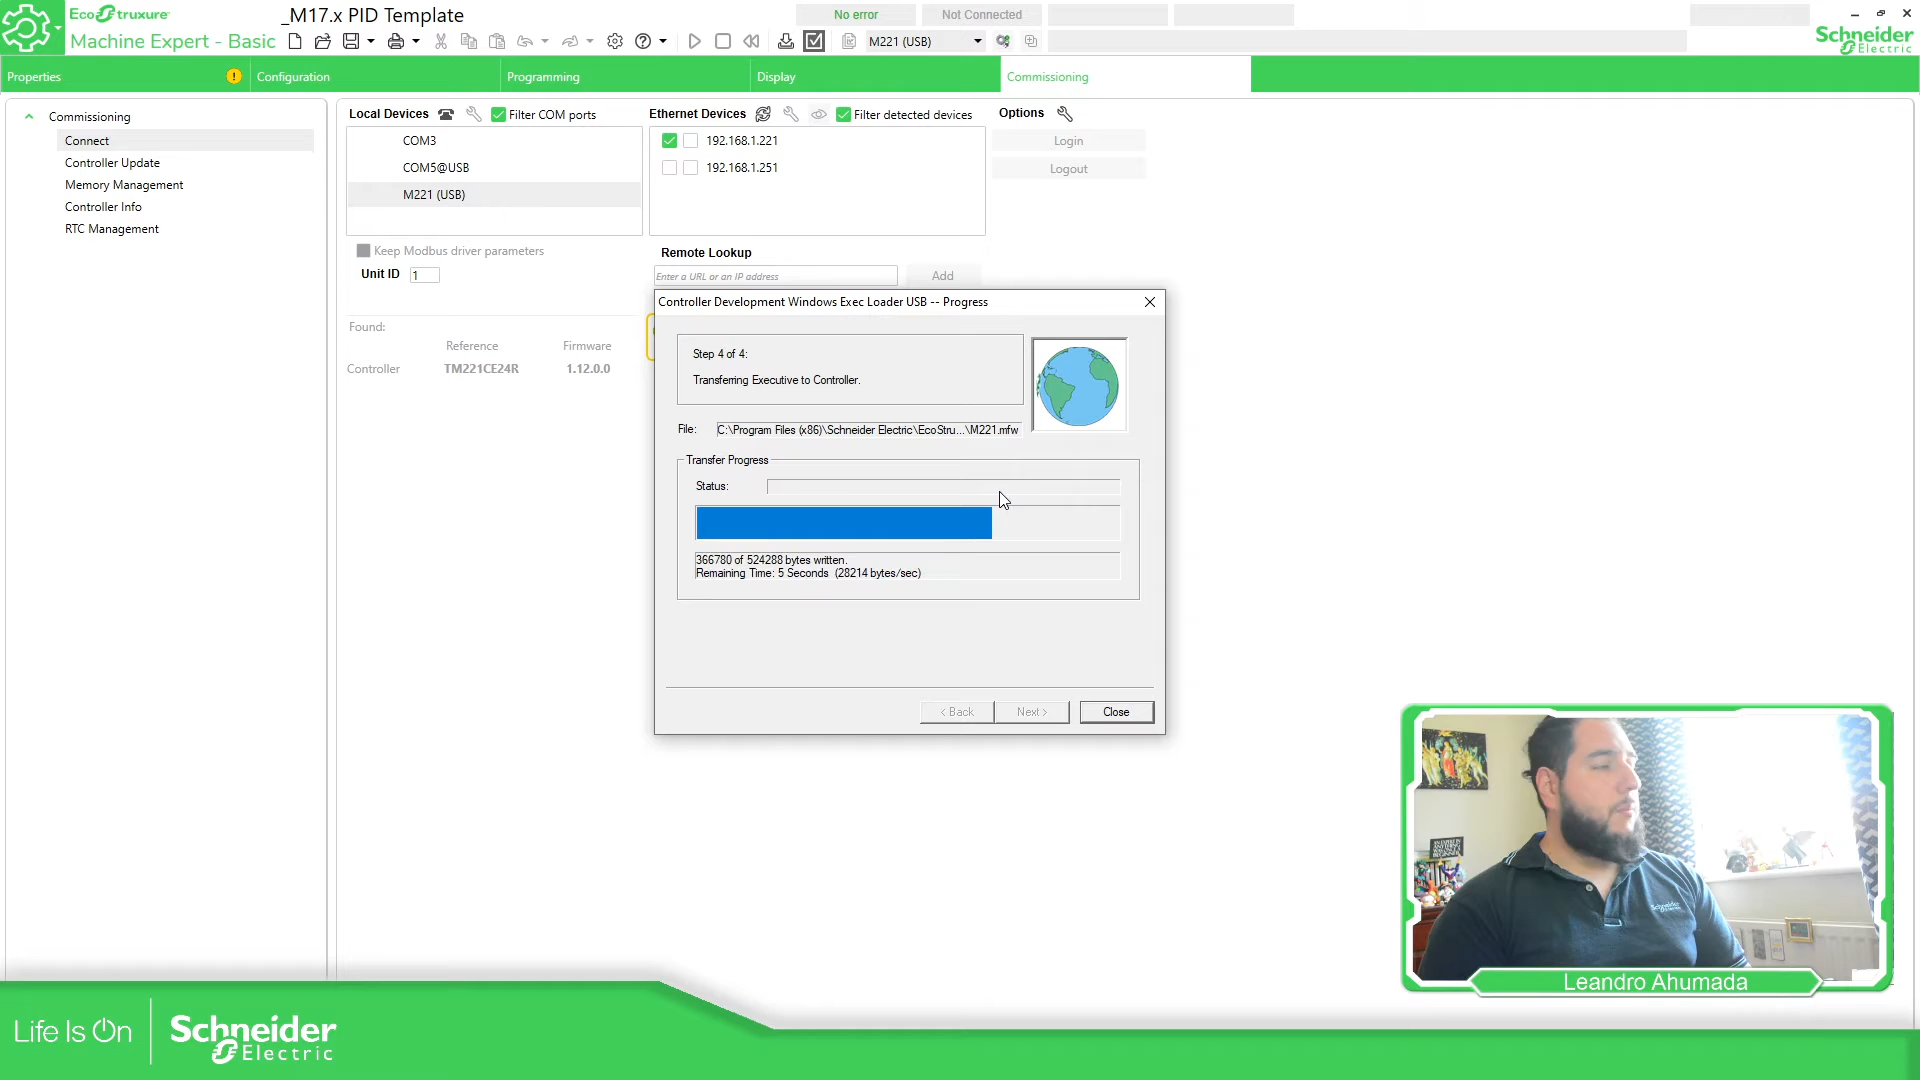 EcoStruxure
Machine Expert - Basic
_M17.x PID Template
No error
Not Connected
M221 (USB)
Schneider
Electric
Properties
Configuration
Programming
Display
Commissioning
Commissioning
Connect
Controller Update
Memory Management
Controller Info
RTC Management
Local Devices
Filter COM ports
COM3
COM5@USB
M221 (USB)
Keep Modbus driver parameters
Unit ID 1
Ethernet Devices
Filter detected devices
192.168.1.221
192.168.1.251
Remote Lookup
Enter a URL or an IP address
Add
Options
Login
Logout
Found:
Reference Firmware
Controller TM221CE24R 1.12.0.0
Controller Development Windows Exec Loader USB -- Progress
Step 4 of 4:
Transferring Executive to Controller.
File: C:\Program Files (x86)\Schneider Electric\EcoStru...\M221.mfw
Transfer Progress
Status:
366780 of 524288 bytes written.
Remaining Time: 5 Seconds (28214 bytes/sec)
< Back
Next >
Close
Leandro Ahumada
Life Is On
Schneider
Electric